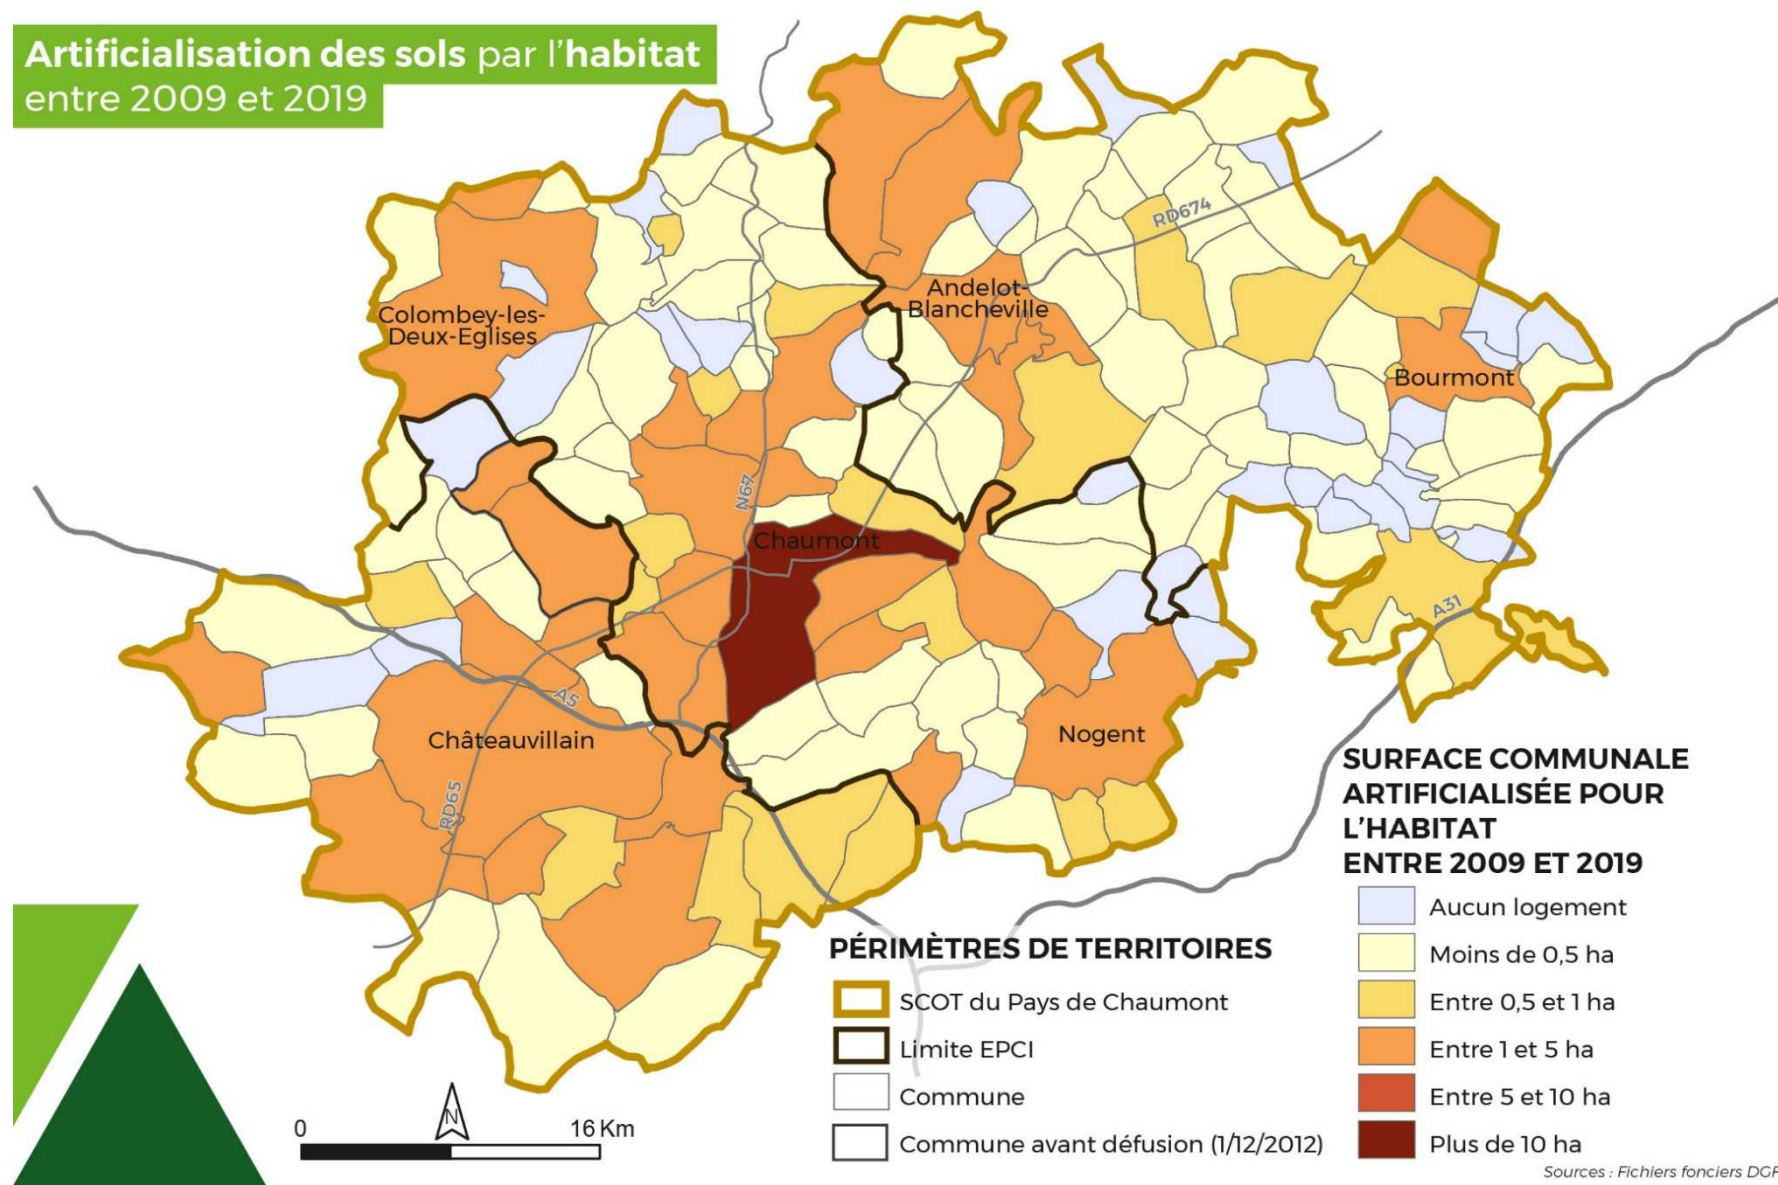 Artificialisation des sols par l'habitat
entre 2009 et 2019
RD674
Andelot-
Blancheville
Colombey-les-
Deux-Eglises
Bourmont
N67
Chaumont
A31
A5
Châteauvillain
Nogent
RD65
SURFACE COMMUNALE
ARTIFICIALISÉE POUR
L'HABITAT
ENTRE 2009 ET 2019
Aucun logement
Moins de 0,5 ha
Entre 0,5 et 1 ha
Entre 1 et 5 ha
Entre 5 et 10 ha
Plus de 10 ha
PÉRIMÈTRES DE TERRITOIRES
SCOT du Pays de Chaumont
Limite EPCI
Commune
Commune avant défusion (1/12/2012)
N
0 16 Km
Sources : Fichiers fonciers